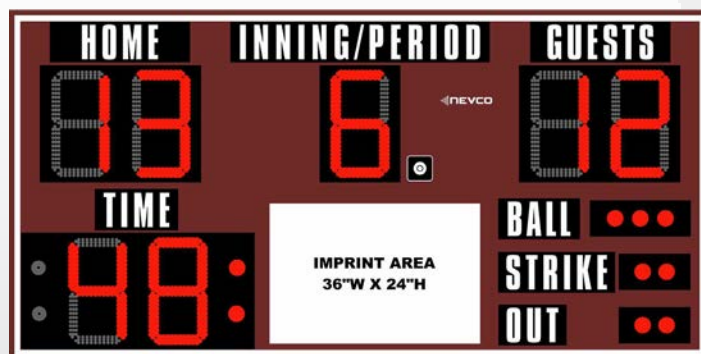 HOME INNING/PERIOD GUESTS
13 6 12
NEVCO
TIME
48:
BALL
IMPRINT AREA
36"W X 24"H
STRIKE
OUT